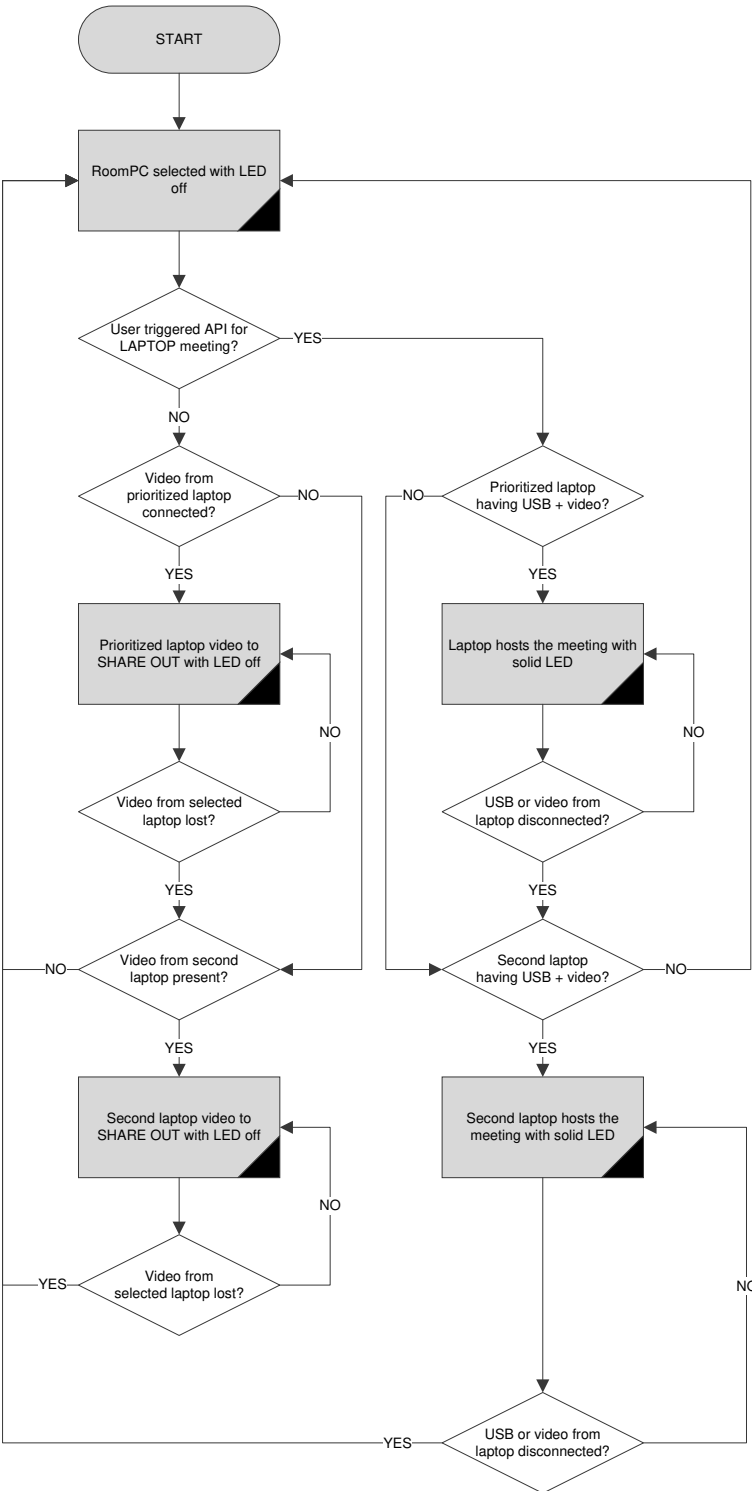 START
RoomPC selected with LED
off
User triggered API for
LAPTOP meeting?
YES
NO
Video from
prioritized laptop
connected?
NO
NO
Prioritized laptop
having USB + video?
YES
YES
Prioritized laptop video to
SHARE OUT with LED off
Laptop hosts the meeting with
solid LED
NO
NO
Video from selected
laptop lost?
USB or video from
laptop disconnected?
YES
YES
NO
Video from second
laptop present?
Second laptop
having USB + video?
NO
YES
YES
Second laptop video to
SHARE OUT with LED off
Second laptop hosts the
meeting with solid LED
NO
YES
Video from
selected laptop lost?
NO
YES
USB or video from
laptop disconnected?